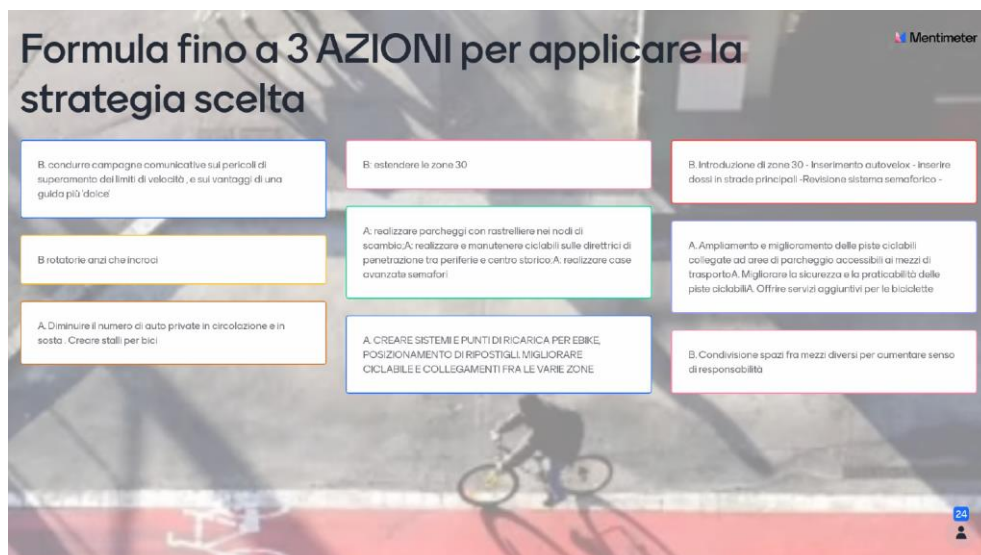 Formula fino a 3 AZIONI per applicare la
strategia scelta
Mentimeter
B. condurre campagne comunicative sui pericoli di
superamento dei limiti di velocità , e sui vantaggi di una
guida più 'dolce'
B rotatorie anzi che incroci
A. Diminuire il numero di auto private in circolazione e in
sosta . Creare stalli per bici
B: estendere le zone 30
A: realizzare parcheggi con rastrelliere nei nodi di
scambio;A: realizzare e manutenere ciclabili sulle direttrici di
penetrazione tra periferie e centro storico;A: realizzare case
avanzate semafori
A. CREARE SISTEMI E PUNTI DI RICARICA PER EBIKE,
POSIZIONAMENTO DI RIPOSTIGLI. MIGLIORARE
CICLABILE E COLLEGAMENTI FRA LE VARIE ZONE
B. Introduzione di zone 30 - Inserimento autovelox - inserire
dossi in strade principali -Revisione sistema semaforico -
A. Ampliamento e miglioramento delle piste ciclabili
collegate ad aree di parcheggio accessibili ai mezzi di
trasportoA. Migliorare la sicurezza e la praticabilità delle
piste ciclabiliA. Offrire servizi aggiuntivi per le biciclette
B. Condivisione spazi fra mezzi diversi per aumentare senso
di responsabilità
24